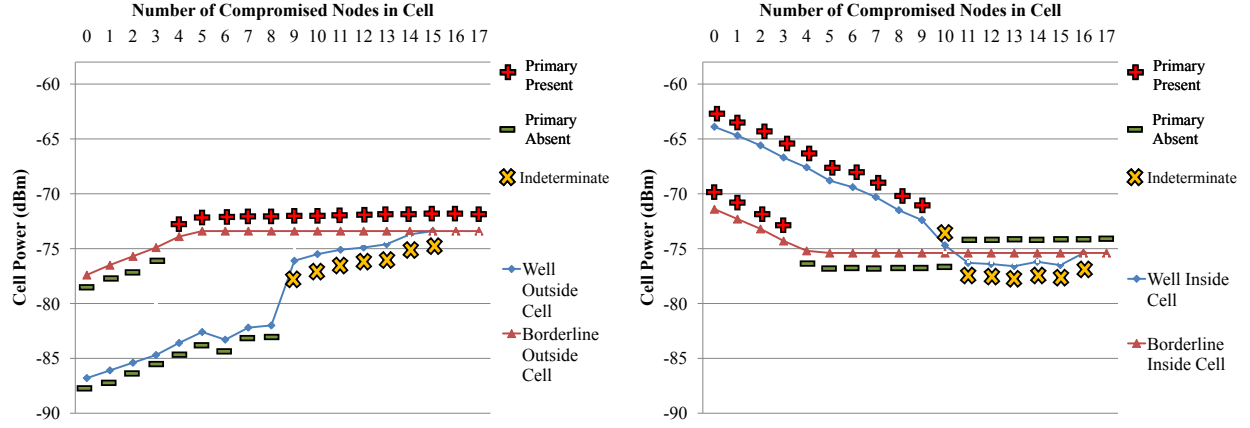 Number of Compromised Nodes in Cell
0 1 2 3 4 5 6 7 8 9 10 11 12 13 14 15 16 17
Cell Power (dBm)
-60
-65
-70
-75
-80
-85
-90
Primary
Present
Primary
Absent
Indeterminate
Well
Outside
Cell
Borderline
Outside
Cell
Number of Compromised Nodes in Cell
0 1 2 3 4 5 6 7 8 9 10 11 12 13 14 15 16 17
Cell Power (dBm)
-60
-65
-70
-75
-80
-85
-90
Primary
Present
Primary
Absent
Indeterminate
Well Inside
Cell
Borderline
Inside Cell